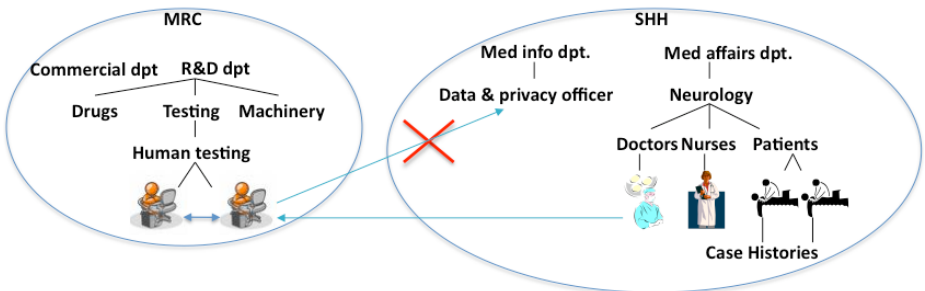 MRC
Commercial dpt R&D dpt
Drugs Testing Machinery
Human testing
SHH
Med info dpt. Med affairs dpt.
Data & privacy officer Neurology
Doctors Nurses Patients
Case Histories